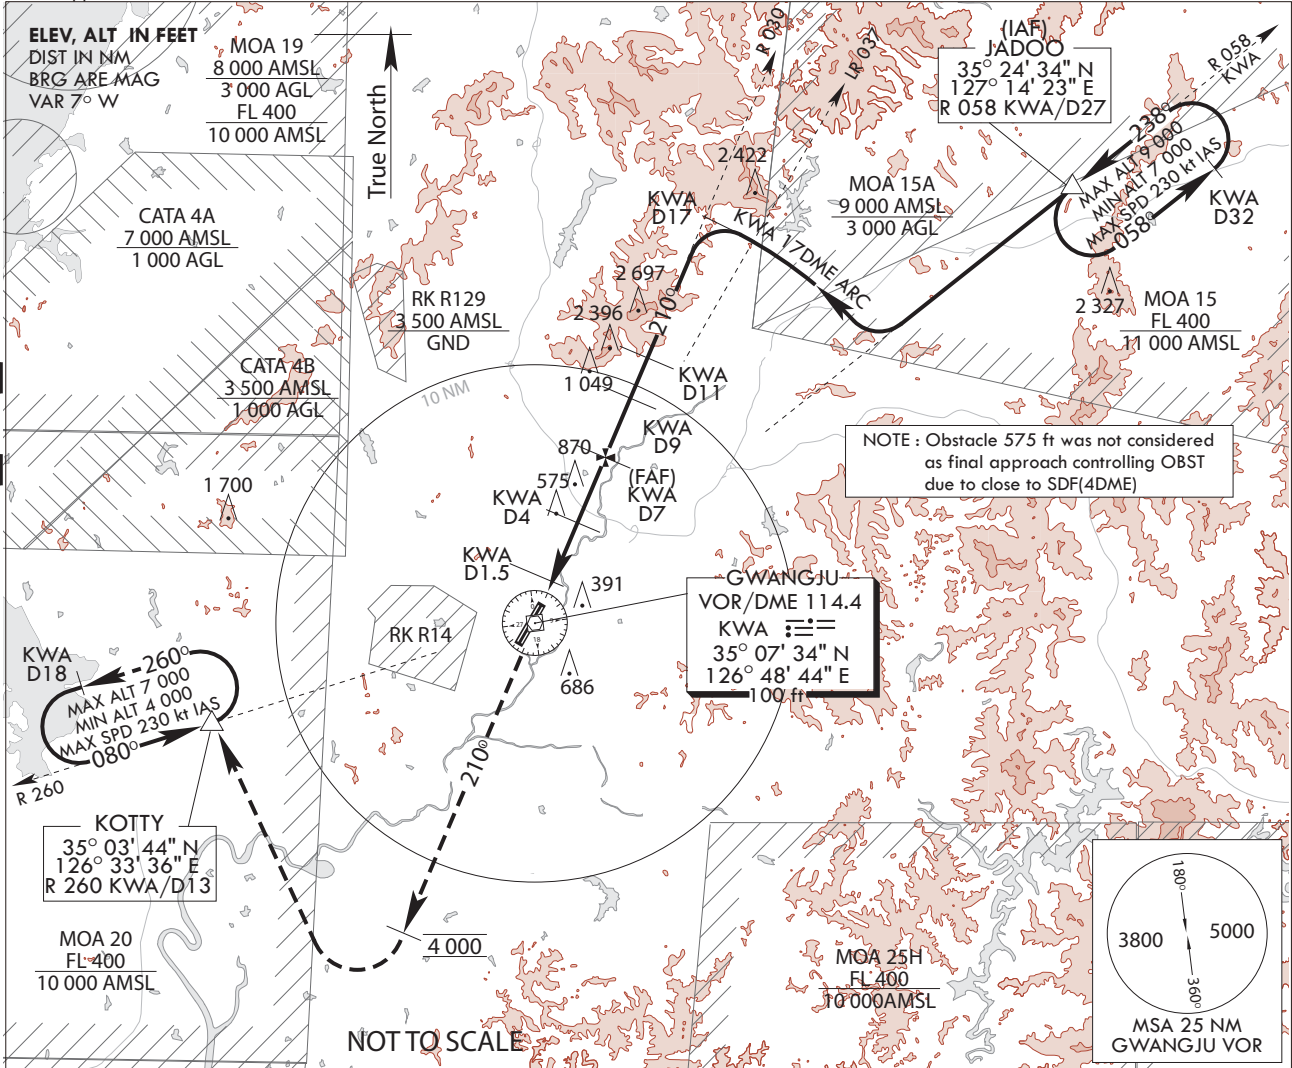 ELEV, ALT IN FEET
DIST IN NM
BRG ARE MAG
VAR 7° W
MOA 19
8 000 AMSL
3 000 AGL
FL 400
10 000 AMSL
True North
R 030
LR 037
(IAF)
JADOO
35° 24' 34" N
127° 14' 23" E
R 058 KWA/D27
R 058
KWA
238°
MAX ALT 9 000
MIN ALT 7 000
MAX SPD 230 kt IAS
058°
KWA
D32
2 422
KWA
D17
KWA 17DME ARC
MOA 15A
9 000 AMSL
3 000 AGL
CATA 4A
7 000 AMSL
1 000 AGL
RK R129
3 500 AMSL
GND
2 697
2 396
210°
1 049
2 327
MOA 15
FL 400
11 000 AMSL
CATA 4B
3 500 AMSL
1 000 AGL
10 NM
KWA
D11
KWA
D9
NOTE : Obstacle 575 ft was not considered
as final approach controlling OBST
due to close to SDF(4DME)
870
(FAF)
KWA
D7
575
KWA
D4
1 700
KWA
D1.5
391
GWANGJU
VOR/DME 114.4
KWA
35° 07' 34" N
126° 48' 44" E
100 ft
RK R14
27
18
686
KWA
D18
260°
MAX ALT 7 000
MIN ALT 4 000
MAX SPD 230 kt IAS
080°
R 260
210°
KOTTY
35° 03' 44" N
126° 33' 36" E
R 260 KWA/D13
4 000
MOA 20
FL 400
10 000 AMSL
MOA 25H
FL 400
10 000AMSL
180°
3800
5000
360°
MSA 25 NM
GWANGJU VOR
NOT TO SCALE